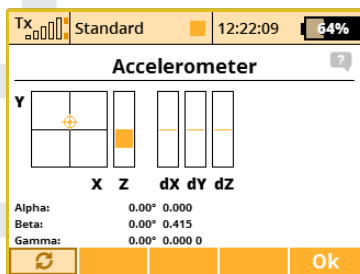 Tx Standard 12:22:09 64%
Accelerometer ?
Y
X Z dX dY dZ
Alpha: 0.00° 0.000
Beta: 0.00° 0.415
Gamma: 0.00° 0.000 0
Ok